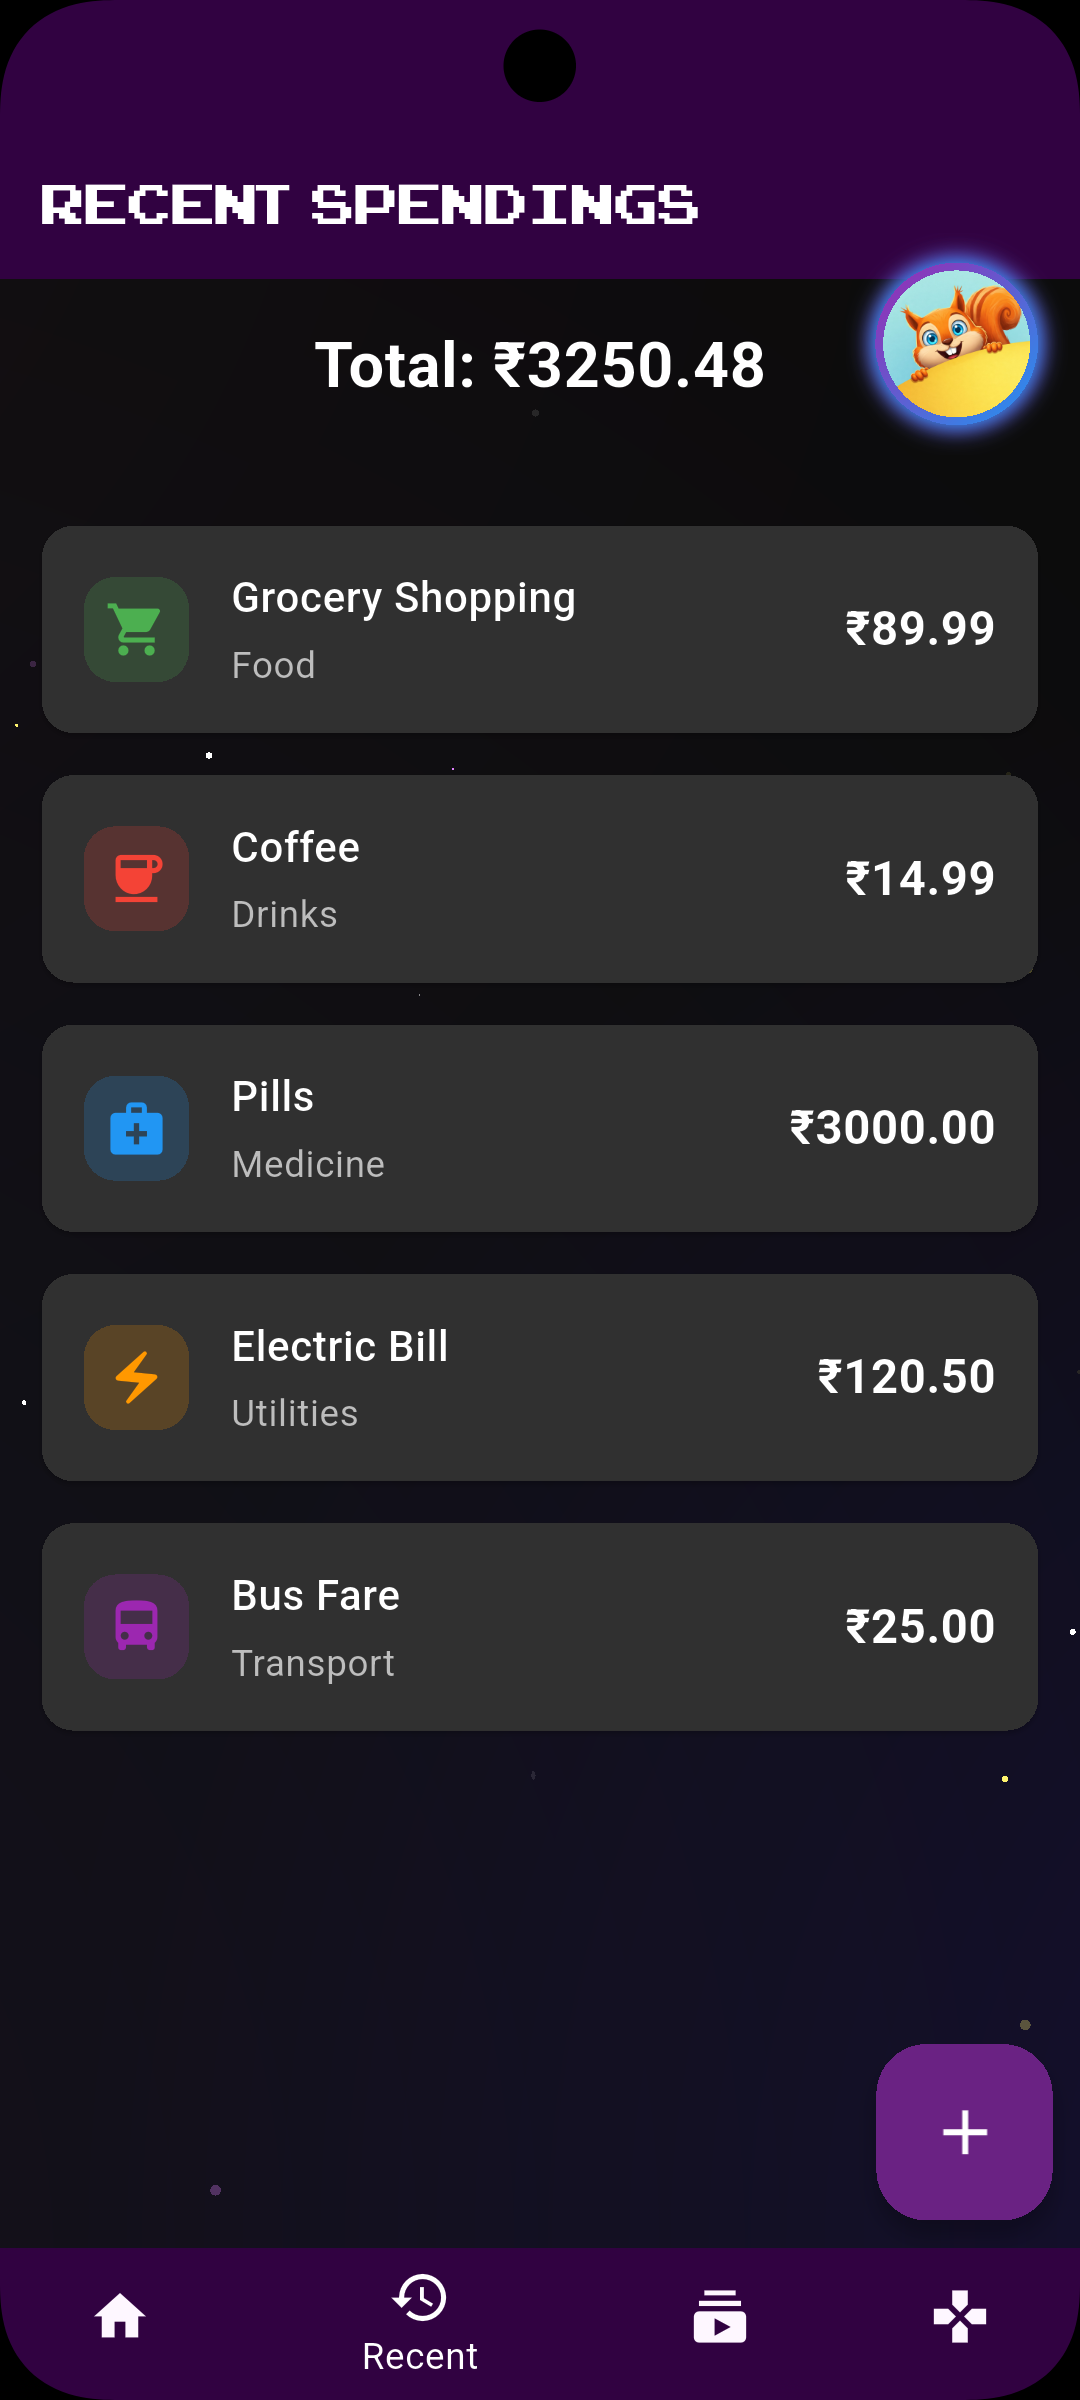 RECENT SPENDINGS
Total: ₹3250.48
Grocery Shopping
Food
₹89.99
Coffee
Drinks
₹14.99
Pills
Medicine
₹3000.00
Electric Bill
Utilities
₹120.50
Bus Fare
Transport
₹25.00
Recent